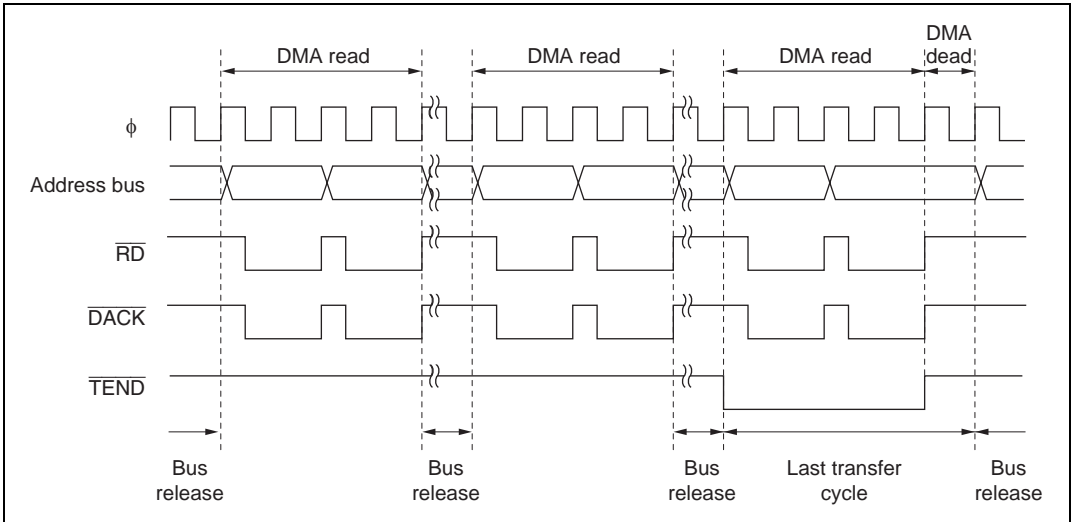 DMA read
DMA read
DMA read
DMA
dead
ϕ
Address bus
RD
DACK
TEND
Bus
release
Bus
release
Bus
release
Last transfer
cycle
Bus
release